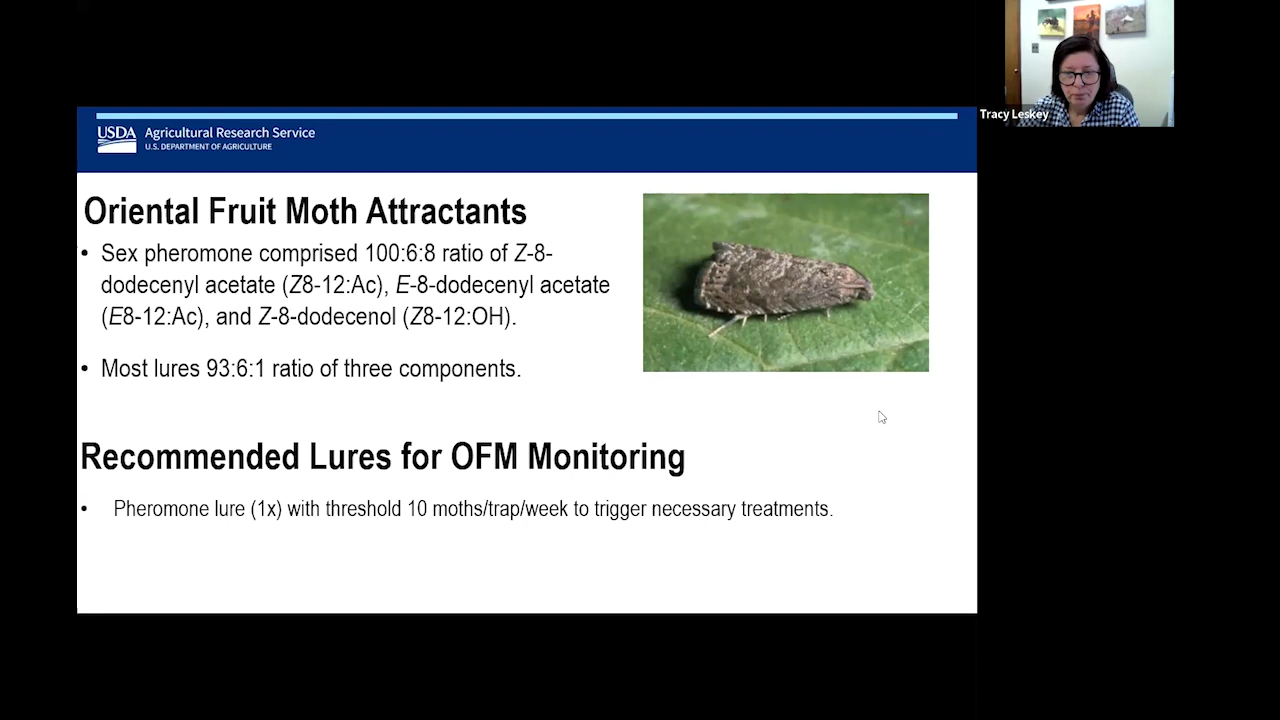 Tracy Leskey
USDA
Agricultural Research Service
U.S. DEPARTMENT OF AGRICULTURE
Oriental Fruit Moth Attractants
• Sex pheromone comprised 100:6:8 ratio of Z-8-
dodecenyl acetate (Z8-12:Ac), E-8-dodecenyl acetate
(E8-12:Ac), and Z-8-dodecenol (Z8-12:OH).
• Most lures 93:6:1 ratio of three components.
Recommended Lures for OFM Monitoring
• Pheromone lure (1x) with threshold 10 moths/trap/week to trigger necessary treatments.